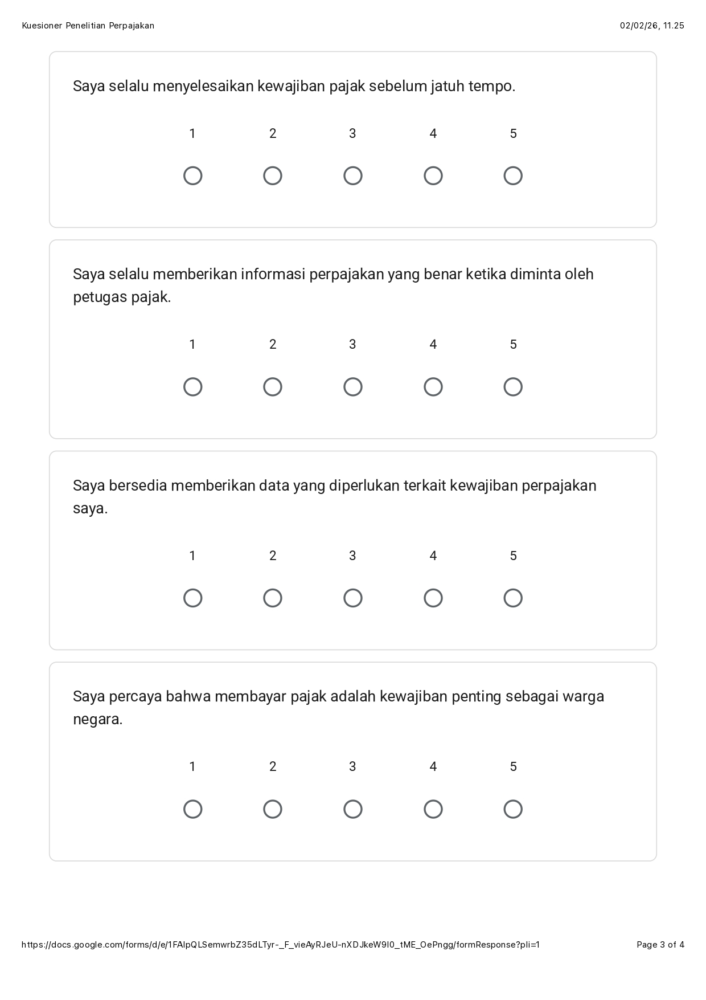 Kuesioner Penelitian Perpajakan 02/02/26, 11.25
Saya selalu menyelesaikan kewajiban pajak sebelum jatuh tempo.
1 2 3 4 5
Saya selalu memberikan informasi perpajakan yang benar ketika diminta oleh
petugas pajak.
1 2 3 4 5
Saya bersedia memberikan data yang diperlukan terkait kewajiban perpajakan
saya.
1 2 3 4 5
Saya percaya bahwa membayar pajak adalah kewajiban penting sebagai warga
negara.
1 2 3 4 5
https://docs.google.com/forms/d/e/1FAIpQLSemwrbZ35dLTyr-_F_vieAyRJeU-nXDJkeW9I0_tME_OePngg/formResponse?pli=1 Page 3 of 4